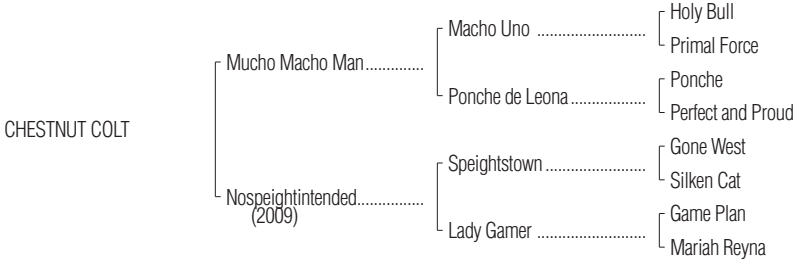 Holy Bull
Macho Uno ..........................
Primal Force
Mucho Macho Man..............
Ponche
Ponche de Leona..................
Perfect and Proud
CHESTNUT COLT
Gone West
Speightstown ........................
Silken Cat
Nospeightintended................
(2009)
Game Plan
Lady Gamer ..........................
Mariah Reyna